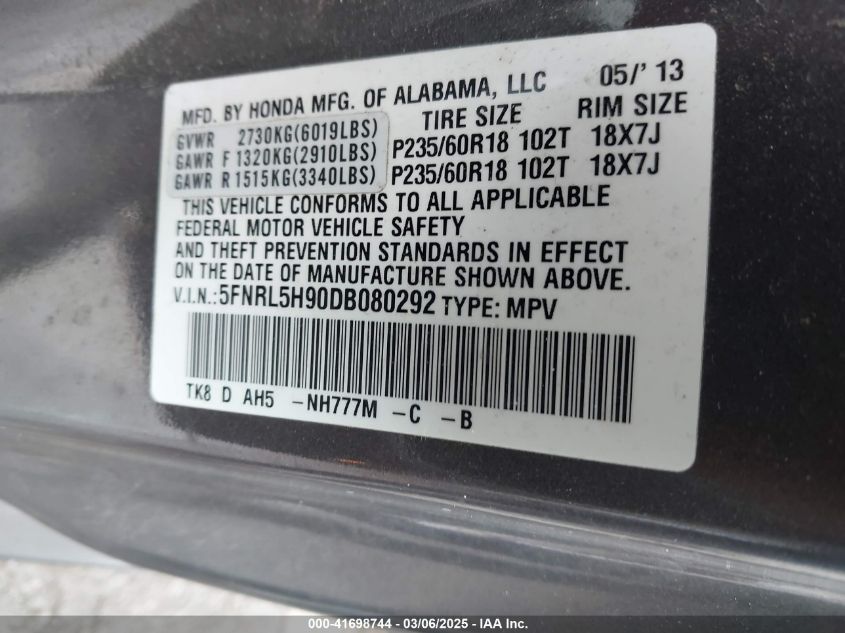 MFD. BY HONDA MFG. OF ALABAMA, LLC 05/' 13
TIRE SIZE RIM SIZE
GVWR 2730KG(6019LBS)
GAWR F 1320KG(2910LBS) P235/60R18 102T 18X7J
GAWR R 1515KG(3340LBS) P235/60R18 102T 18X7J
THIS VEHICLE CONFORMS TO ALL APPLICABLE
FEDERAL MOTOR VEHICLE SAFETY
AND THEFT PREVENTION STANDARDS IN EFFECT
ON THE DATE OF MANUFACTURE SHOWN ABOVE.
V.I.N.:5FNRL5H90DB080292 TYPE: MPV
TK8 D AH5 -NH777M -C -B
000-41698744 - 03/06/2025 - IAA Inc.